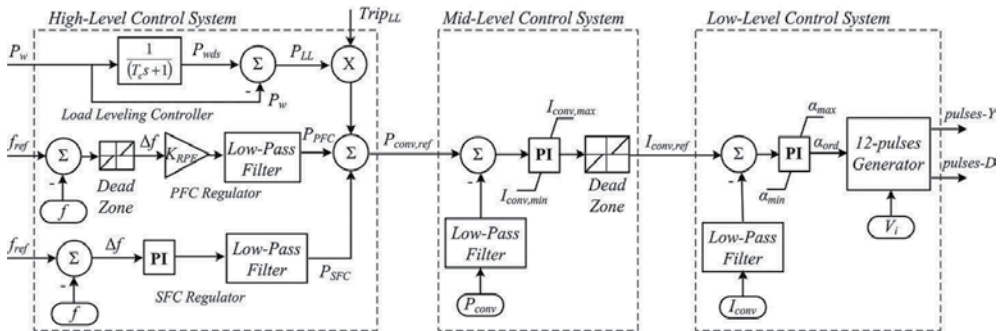 High-Level Control System
Trip_LL
Mid-Level Control System
Low-Level Control System
P_w
1
(T_c s+1)
P_wds
Σ
P_LL
X
-
P_w
Load Leveling Controller
f_ref
Σ
-
f
Dead
Zone
Δf
K_RPE
Low-Pass
Filter
P_PFC
PFC Regulator
Σ
P_conv,ref
f_ref
Σ
-
f
Δf
PI
Low-Pass
Filter
P_SFC
SFC Regulator
Σ
-
PI
I_conv,max
I_conv,min
Dead
Zone
I_conv,ref
Low-Pass
Filter
P_conv
Σ
-
PI
α_max
α_min
α_ord
12-pulses
Generator
pulses-Y
pulses-D
V_i
Low-Pass
Filter
I_conv